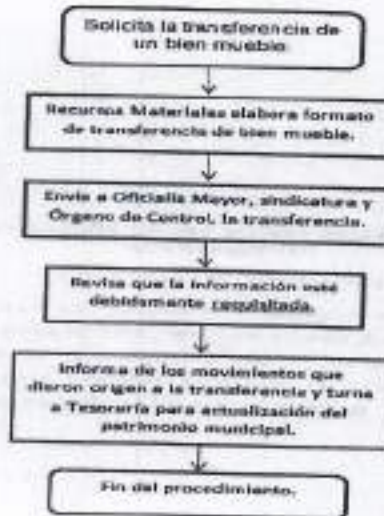 Solicita la transferencia de
un bien mueble.
Recursos Materiales elabora formato
de transferencia de bien mueble.
Envía a Oficialía Mayor, sindicatura y
Órgano de Control, la transferencia.
Revisa que la información esté
debidamente requisitada.
Informa de los movimientos que
dieron origen a la transferencia y turna
a Tesorería para actualización del
patrimonio municipal.
Fin del procedimiento.